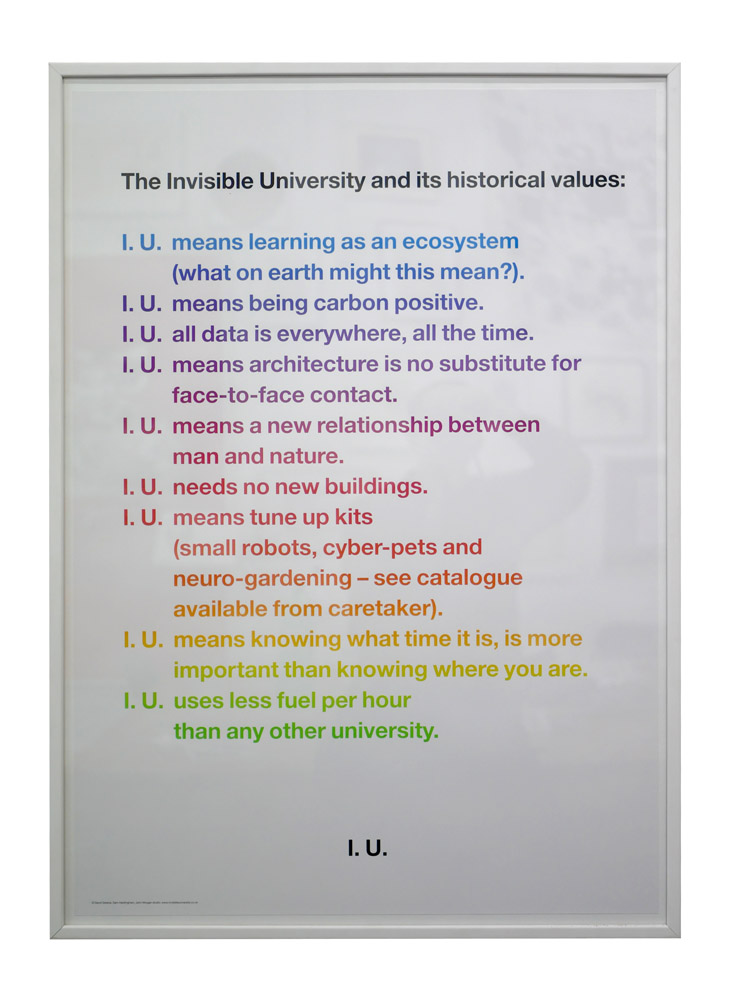 The Invisible University and its historical values:
I. U. means learning as an ecosystem
(what on earth might this mean?).
I. U. means being carbon positive.
I. U. all data is everywhere, all the time.
I. U. means architecture is no substitute for
face-to-face contact.
I. U. means a new relationship between
man and nature.
I. U. needs no new buildings.
I. U. means tune up kits
(small robots, cyber-pets and
neuro-gardening – see catalogue
available from caretaker).
I. U. means knowing what time it is, is more
important than knowing where you are.
I. U. uses less fuel per hour
than any other university.
I. U.